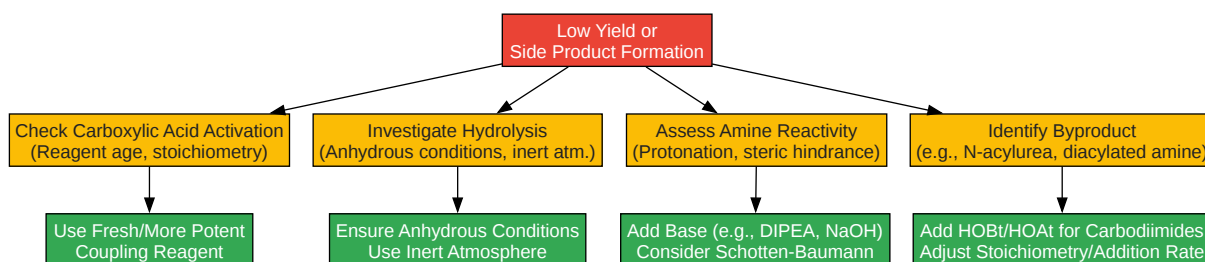 Low Yield or
Side Product Formation
Check Carboxylic Acid Activation
(Reagent age, stoichiometry)
Investigate Hydrolysis
(Anhydrous conditions, inert atm.)
Assess Amine Reactivity
(Protonation, steric hindrance)
Identify Byproduct
(e.g., N-acylurea, diacylated amine)
Use Fresh/More Potent
Coupling Reagent
Ensure Anhydrous Conditions
Use Inert Atmosphere
Add Base (e.g., DIPEA, NaOH)
Consider Schotten-Baumann
Add HOBt/HOAt for Carbodiimides
Adjust Stoichiometry/Addition Rate